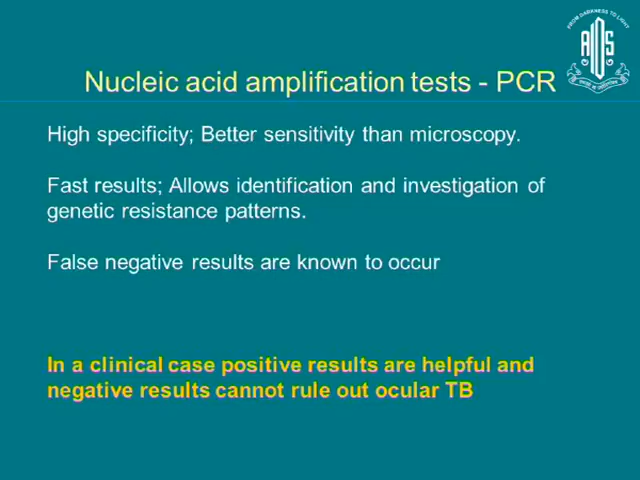 Nucleic acid amplification tests - PCR
High specificity; Better sensitivity than microscopy.
Fast results; Allows identification and investigation of
genetic resistance patterns.
False negative results are known to occur
In a clinical case positive results are helpful and
negative results cannot rule out ocular TB
FROM DARKNESS TO LIGHT